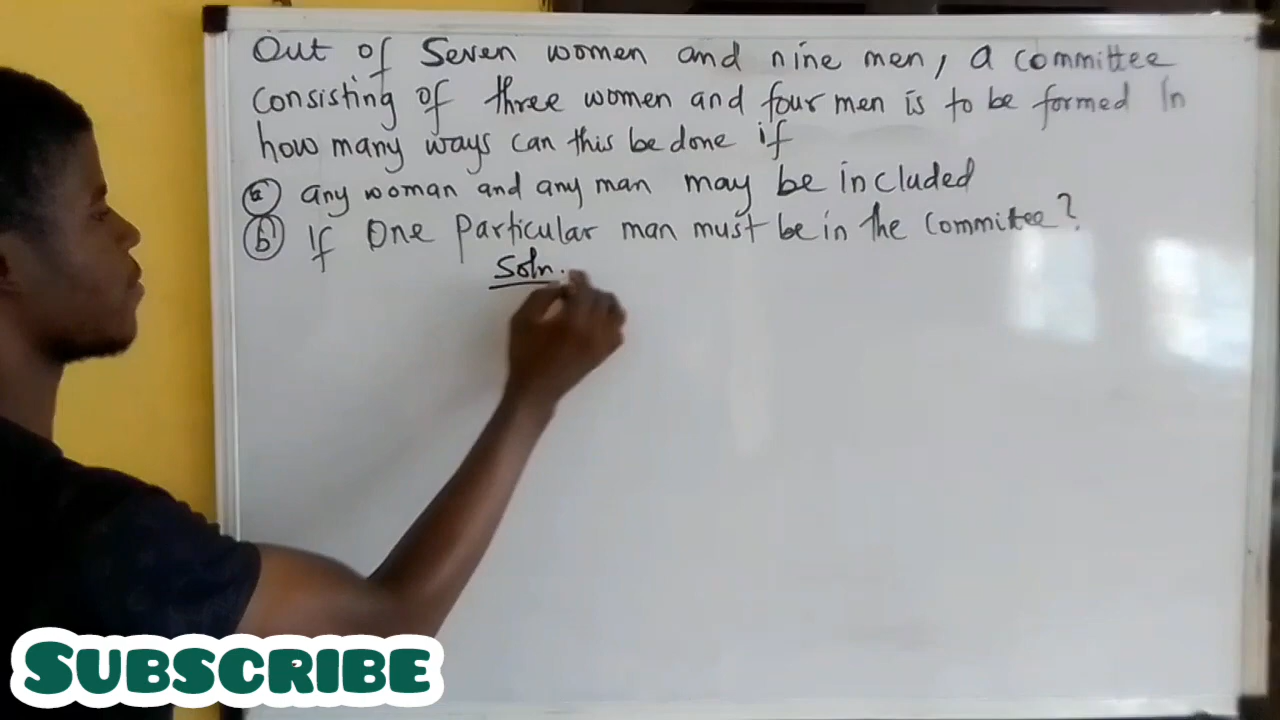 Out of Seven women and nine men, a committee
consisting of three women and four men is to be formed In
how many ways can this be done if
(a) any woman and any man may be included
(b) If One particular man must be in the committee?
Soln.
SUBSCRIBE